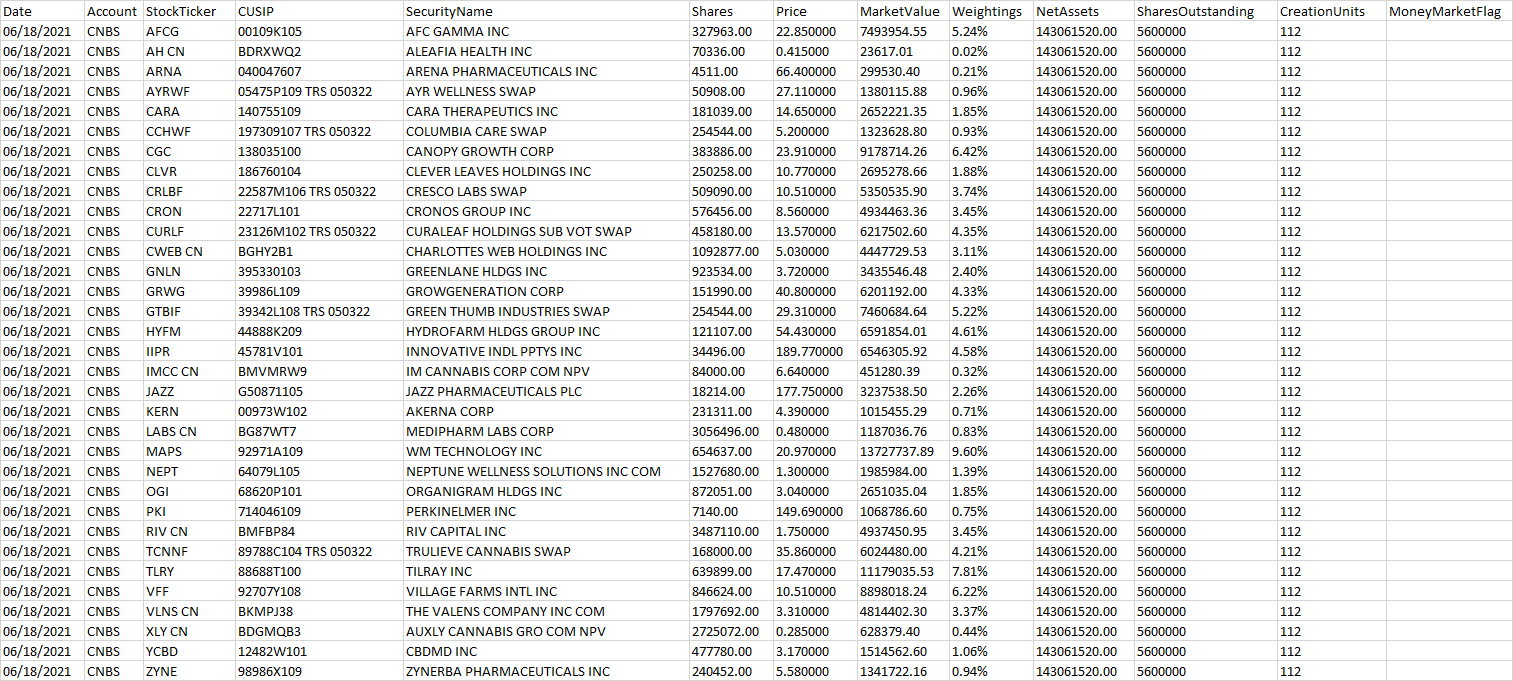 Date Account StockTicker CUSIP SecurityName Shares Price MarketValue Weightings NetAssets SharesOutstanding CreationUnits MoneyMarketFlag
06/18/2021 CNBS AFCG 00109K105 AFC GAMMA INC 327963.00 22.850000 7493954.55 5.24% 143061520.00 5600000 112
06/18/2021 CNBS AH CN BDRXWQ2 ALEAFIA HEALTH INC 70336.00 0.415000 23617.01 0.02% 143061520.00 5600000 112
06/18/2021 CNBS ARNA 040047607 ARENA PHARMACEUTICALS INC 4511.00 66.400000 299530.40 0.21% 143061520.00 5600000 112
06/18/2021 CNBS AYRWF 05475P109 TRS 050322 AYR WELLNESS SWAP 50908.00 27.110000 1380115.88 0.96% 143061520.00 5600000 112
06/18/2021 CNBS CARA 140755109 CARA THERAPEUTICS INC 181039.00 14.650000 2652221.35 1.85% 143061520.00 5600000 112
06/18/2021 CNBS CCHWF 197309107 TRS 050322 COLUMBIA CARE SWAP 254544.00 5.200000 1323628.80 0.93% 143061520.00 5600000 112
06/18/2021 CNBS CGC 138035100 CANOPY GROWTH CORP 383886.00 23.910000 9178714.26 6.42% 143061520.00 5600000 112
06/18/2021 CNBS CLVR 186760104 CLEVER LEAVES HOLDINGS INC 250258.00 10.770000 2695278.66 1.88% 143061520.00 5600000 112
06/18/2021 CNBS CRLBF 22587M106 TRS 050322 CRESCO LABS SWAP 509090.00 10.510000 5350535.90 3.74% 143061520.00 5600000 112
06/18/2021 CNBS CRON 22717L101 CRONOS GROUP INC 576456.00 8.560000 4934463.36 3.45% 143061520.00 5600000 112
06/18/2021 CNBS CURLF 23126M102 TRS 050322 CURALEAF HOLDINGS SUB VOT SWAP 458180.00 13.570000 6217502.60 4.35% 143061520.00 5600000 112
06/18/2021 CNBS CWEB CN BGHY2B1 CHARLOTTES WEB HOLDINGS INC 1092877.00 5.030000 4447729.53 3.11% 143061520.00 5600000 112
06/18/2021 CNBS GNLN 395330103 GREENLANE HLDGS INC 923534.00 3.720000 3435546.48 2.40% 143061520.00 5600000 112
06/18/2021 CNBS GRWG 39986L109 GROWGENERATION CORP 151990.00 40.800000 6201192.00 4.33% 143061520.00 5600000 112
06/18/2021 CNBS GTBIF 39342L108 TRS 050322 GREEN THUMB INDUSTRIES SWAP 254544.00 29.310000 7460684.64 5.22% 143061520.00 5600000 112
06/18/2021 CNBS HYFM 44888K209 HYDROFARM HLDGS GROUP INC 121107.00 54.430000 6591854.01 4.61% 143061520.00 5600000 112
06/18/2021 CNBS IIPR 45781V101 INNOVATIVE INDL PPTYS INC 34496.00 189.770000 6546305.92 4.58% 143061520.00 5600000 112
06/18/2021 CNBS IMCC CN BMVMRW9 IM CANNABIS CORP COM NPV 84000.00 6.640000 451280.39 0.32% 143061520.00 5600000 112
06/18/2021 CNBS JAZZ G50871105 JAZZ PHARMACEUTICALS PLC 18214.00 177.750000 3237538.50 2.26% 143061520.00 5600000 112
06/18/2021 CNBS KERN 00973W102 AKERNA CORP 231311.00 4.390000 1015455.29 0.71% 143061520.00 5600000 112
06/18/2021 CNBS LABS CN BG87WT7 MEDIPHARM LABS CORP 3056496.00 0.480000 1187036.76 0.83% 143061520.00 5600000 112
06/18/2021 CNBS MAPS 92971A109 WM TECHNOLOGY INC 654637.00 20.970000 13727737.89 9.60% 143061520.00 5600000 112
06/18/2021 CNBS NEPT 64079L105 NEPTUNE WELLNESS SOLUTIONS INC COM 1527680.00 1.300000 1985984.00 1.39% 143061520.00 5600000 112
06/18/2021 CNBS OGI 68620P101 ORGANIGRAM HLDGS INC 872051.00 3.040000 2651035.04 1.85% 143061520.00 5600000 112
06/18/2021 CNBS PKI 714046109 PERKINELMER INC 7140.00 149.690000 1068786.60 0.75% 143061520.00 5600000 112
06/18/2021 CNBS RIV CN BMFBP84 RIV CAPITAL INC 3487110.00 1.750000 4937450.95 3.45% 143061520.00 5600000 112
06/18/2021 CNBS TCNNF 89788C104 TRS 050322 TRULIEVE CANNABIS SWAP 168000.00 35.860000 6024480.00 4.21% 143061520.00 5600000 112
06/18/2021 CNBS TLRY 88688T100 TILRAY INC 639899.00 17.470000 11179035.53 7.81% 143061520.00 5600000 112
06/18/2021 CNBS VFF 92707Y108 VILLAGE FARMS INTL INC 846624.00 10.510000 8898018.24 6.22% 143061520.00 5600000 112
06/18/2021 CNBS VLNS CN BKMPJ38 THE VALENS COMPANY INC COM 1797692.00 3.310000 4814402.30 3.37% 143061520.00 5600000 112
06/18/2021 CNBS XLY CN BDGMQB3 AUXLY CANNABIS GRO COM NPV 2725072.00 0.285000 628379.40 0.44% 143061520.00 5600000 112
06/18/2021 CNBS YCBD 12482W101 CBDMD INC 477780.00 3.170000 1514562.60 1.06% 143061520.00 5600000 112
06/18/2021 CNBS ZYNE 98986X109 ZYNERBA PHARMACEUTICALS INC 240452.00 5.580000 1341722.16 0.94% 143061520.00 5600000 112